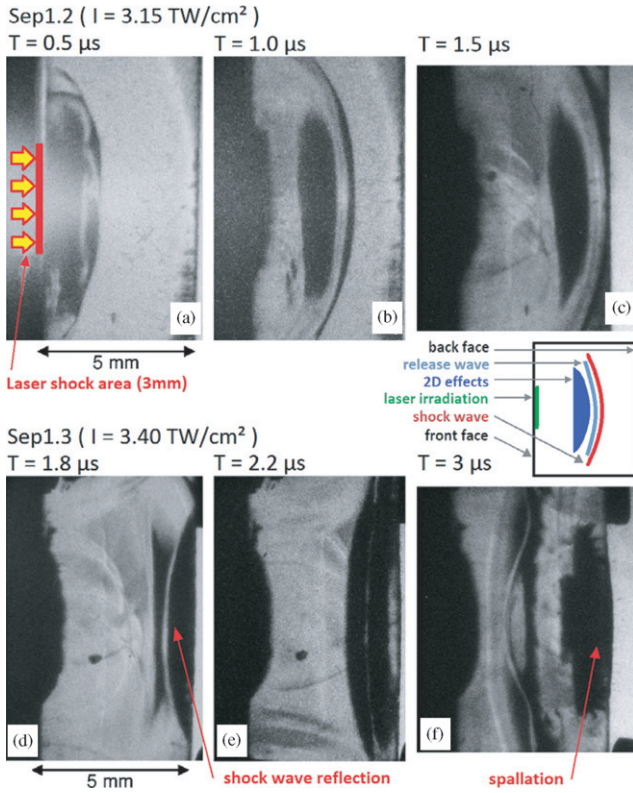 Sep1.2 ( I = 3.15 TW/cm² )
T = 0.5 µs
1.0 µs
T = 1.5 µs
(a)
(b)
(c)
5 mm
Laser shock area (3mm)
back face
release wave
2D effects
laser irradiation
shock wave
front face
Sep1.3 ( I = 3.40 TW/cm² )
T = 1.8 µs
T = 2.2 µs
T = 3 µs
(d)
(e)
(f)
5 mm
shock wave reflection
spallation